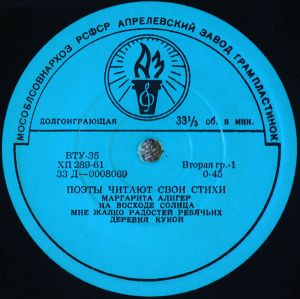 МОСОБЛСОВНАРХОЗ РСФСР АПРЕЛЕВСКИЙ ЗАВОД ГРАМПЛАСТИНОК
АЗ
ДОЛГОИГРАЮЩАЯ
33⅓ об. в мин.
ВТУ-35
ХП 289-61
Вторая гр.-1
33 Д—0008069
0-45
ПОЭТЫ ЧИТАЮТ СВОИ СТИХИ
МАРГАРИТА АЛИГЕР
НА ВОСХОДЕ СОЛНЦА
МНЕ ЖАЛКО РАДОСТЕЙ РЕБЯЧЬИХ
ДЕРЕВНЯ КУКОЙ